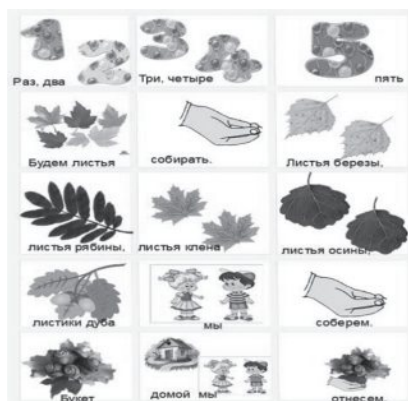 Раз, два
Три, четыре
пять
Будем листья
собирать.
Листья березы,
листья рябины,
листья клена
листья осины,
листики дуба
мы
соберем.
Букет
домой мы
отнесем.